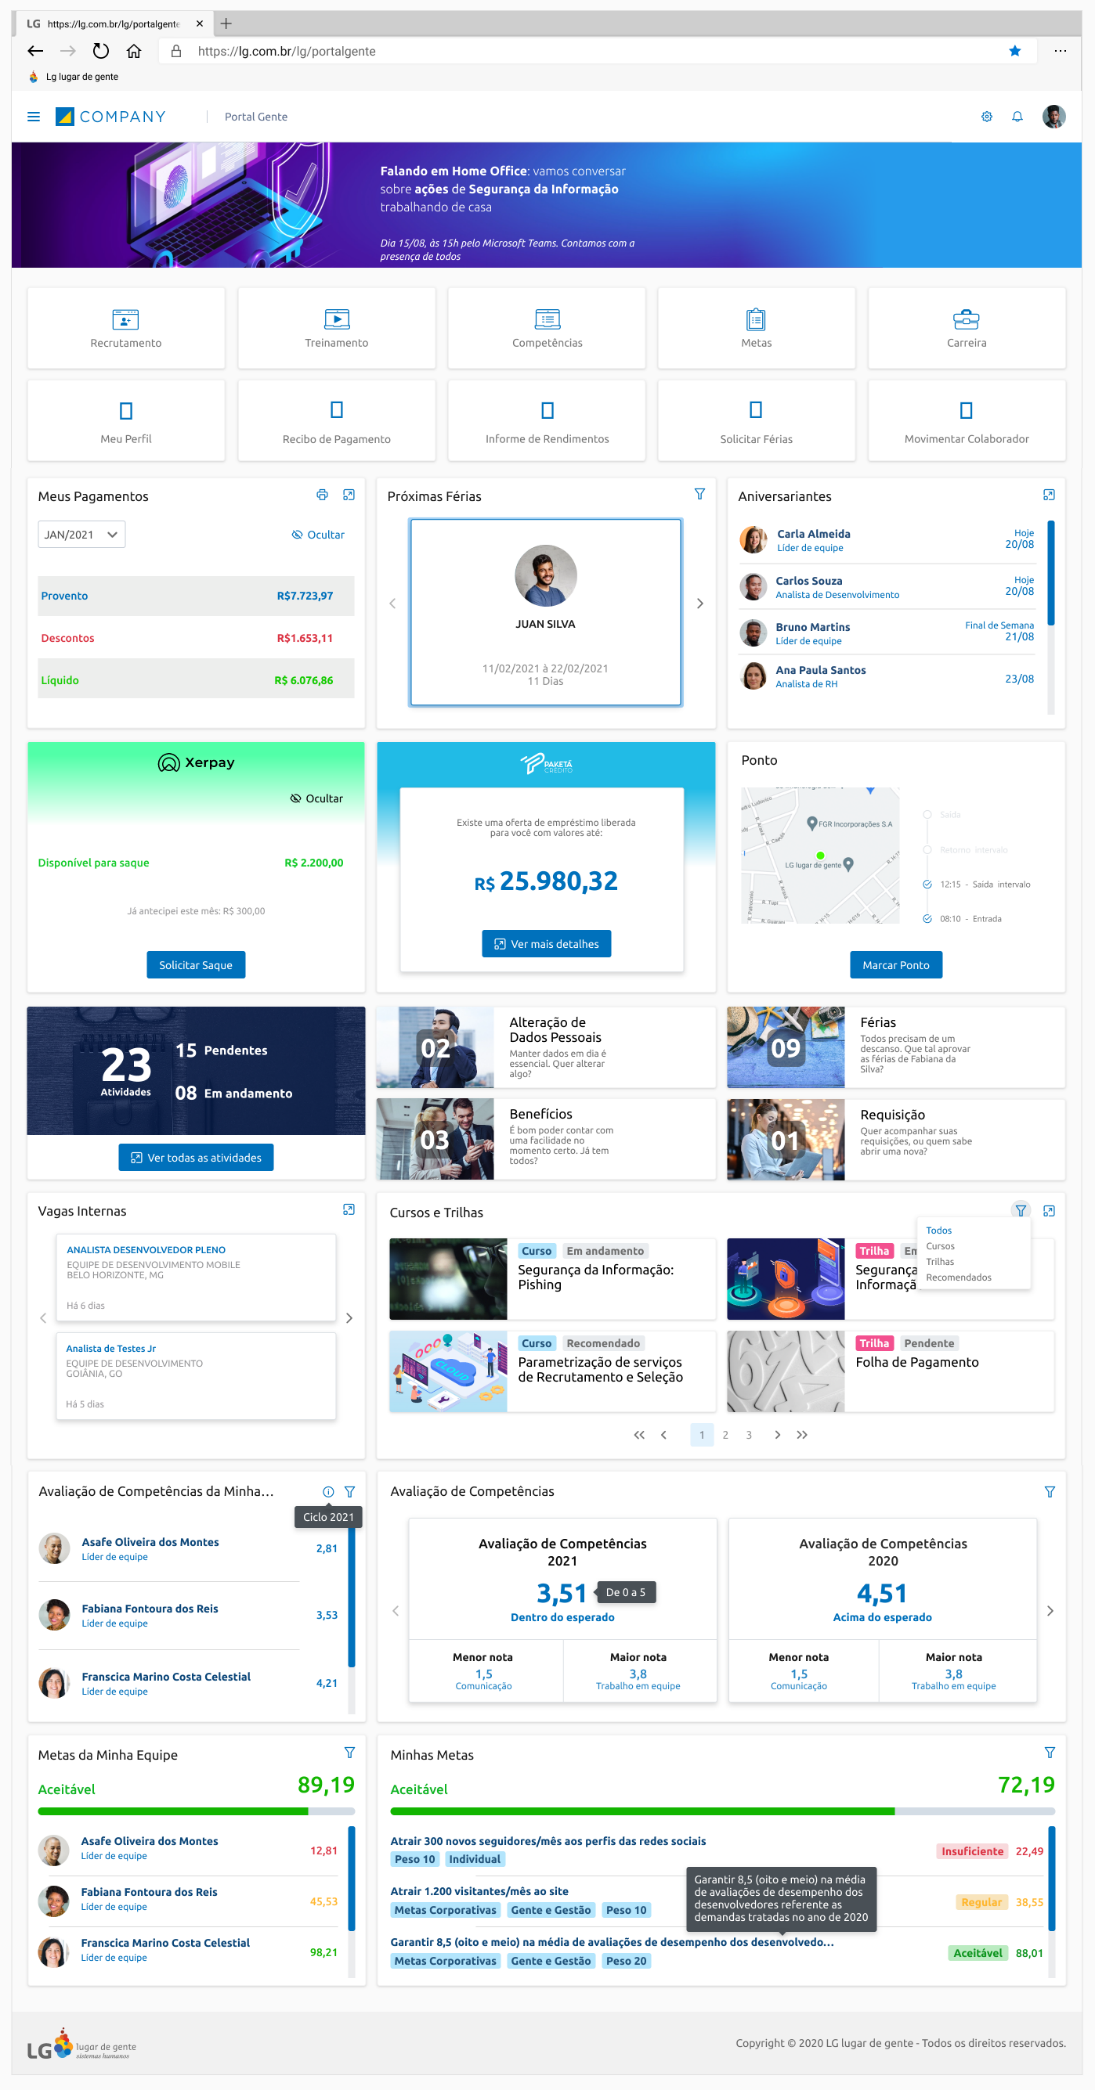 LG https://lg.com.br/lg/portalgente
https://lg.com.br/lg/portalgente
Lg lugar de gente
COMPANY
Portal Gente
Falando em Home Office: vamos conversar
sobre ações de Segurança da Informação
trabalhando de casa
Dia 15/08, às 15h pelo Microsoft Teams. Contamos com a
presença de todos
Recrutamento
Treinamento
Competências
Metas
Carreira
Meu Perfil
Recibo de Pagamento
Informe de Rendimentos
Solicitar Férias
Movimentar Colaborador
Meus Pagamentos
JAN/2021
Ocultar
Provento R$7.723,97
Descontos R$1.653,11
Líquido R$ 6.076,86
Próximas Férias
JUAN SILVA
11/02/2021 à 22/02/2021
11 Dias
Aniversariantes
Carla Almeida
Líder de equipe
Hoje
20/08
Carlos Souza
Analista de Desenvolvimento
Hoje
20/08
Bruno Martins
Líder de equipe
Final de Semana
21/08
Ana Paula Santos
Analista de RH
23/08
Xerpay
Ocultar
Disponível para saque R$ 2.200,00
Já antecipei este mês: R$ 300,00
Solicitar Saque
PAKETÁ
CRÉDITO
Existe uma oferta de empréstimo liberada
para você com valores até:
R$ 25.980,32
Ver mais detalhes
Ponto
FGR Incorporações S.A
LG lugar de gente
Saída
Retorno intervalo
12:15 - Saída intervalo
08:10 - Entrada
Marcar Ponto
23
Atividades
15 Pendentes
08 Em andamento
Ver todas as atividades
02
Alteração de
Dados Pessoais
Manter dados em dia é
essencial. Quer alterar
algo?
09
Férias
Todos precisam de um
descanso. Que tal aprovar
as férias de Fabiana da
Silva?
03
Benefícios
É bom poder contar com
uma facilidade no
momento certo. Já tem
todos?
01
Requisição
Quer acompanhar suas
requisições, ou quem sabe
abrir uma nova?
Vagas Internas
ANALISTA DESENVOLVEDOR PLENO
EQUIPE DE DESENVOLVIMENTO MOBILE
BELO HORIZONTE, MG
Há 6 dias
Analista de Testes Jr
EQUIPE DE DESENVOLVIMENTO
GOIÂNIA, GO
Há 5 dias
Cursos e Trilhas
Todos
Cursos
Trilhas
Recomendados
Curso Em andamento
Segurança da Informação:
Pishing
Trilha Em
Segurança
Informaçã
CLOUD
Curso Recomendado
Parametrização de serviços
de Recrutamento e Seleção
Trilha Pendente
Folha de Pagamento
1 2 3
Avaliação de Competências da Minha...
Ciclo 2021
Asafe Oliveira dos Montes
Líder de equipe
2,81
Fabiana Fontoura dos Reis
Líder de equipe
3,53
Franscica Marino Costa Celestial
Líder de equipe
4,21
Avaliação de Competências
Avaliação de Competências
2021
3,51
De 0 a 5
Dentro do esperado
Menor nota
1,5
Comunicação
Maior nota
3,8
Trabalho em equipe
Avaliação de Competências
2020
4,51
Acima do esperado
Menor nota
1,5
Comunicação
Maior nota
3,8
Trabalho em equipe
Metas da Minha Equipe
Aceitável 89,19
Asafe Oliveira dos Montes
Líder de equipe
12,81
Fabiana Fontoura dos Reis
Líder de equipe
45,53
Franscica Marino Costa Celestial
Líder de equipe
98,21
Minhas Metas
Aceitável 72,19
Atrair 300 novos seguidores/mês aos perfis das redes sociais
Peso 10 Individual
Insuficiente 22,49
Atrair 1.200 visitantes/mês ao site
Metas Corporativas Gente e Gestão Peso 10
Regular 38,55
Garantir 8,5 (oito e meio) na média
de avaliações de desempenho dos
desenvolvedores referente as
demandas tratadas no ano de 2020
Garantir 8,5 (oito e meio) na média de avaliações de desempenho dos desenvolvedo...
Metas Corporativas Gente e Gestão Peso 20
Aceitável 88,01
LG lugar de gente
sistemas humanos
Copyright © 2020 LG lugar de gente - Todos os direitos reservados.